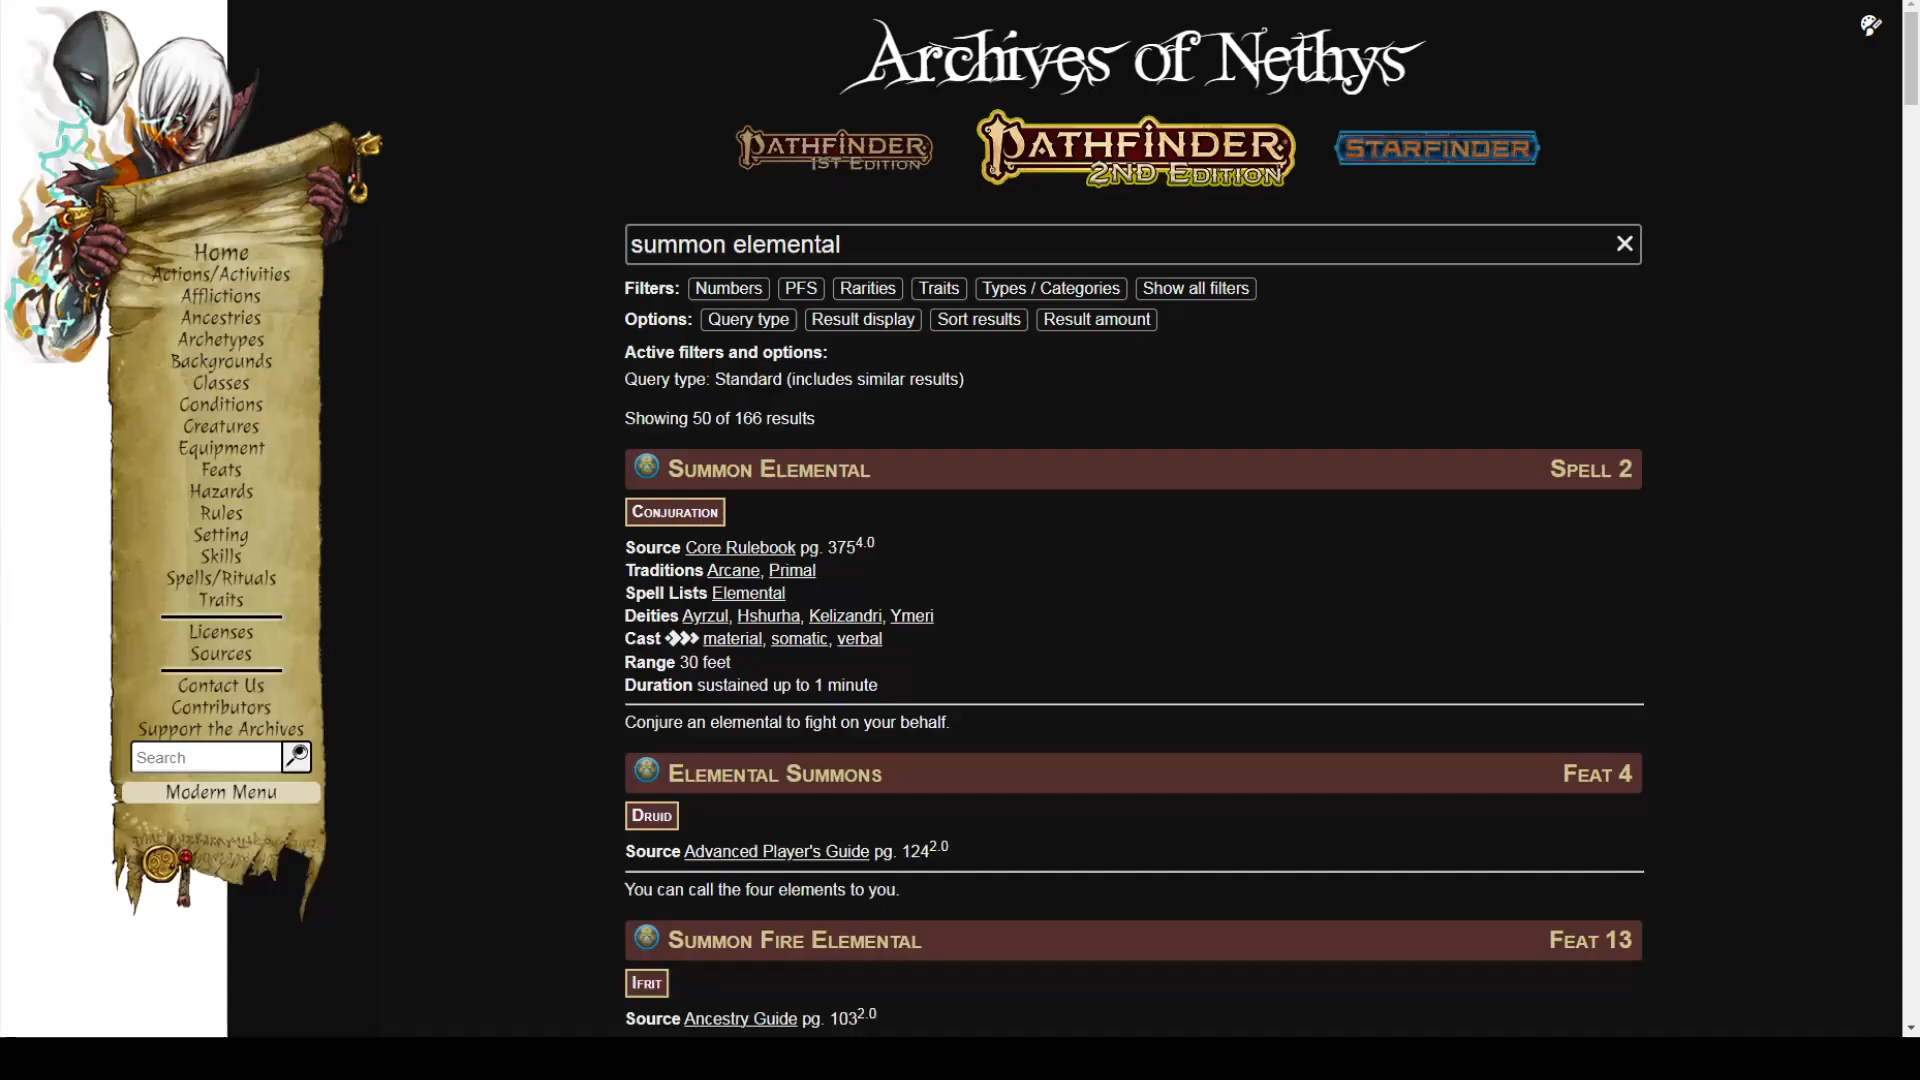 Archives of Nethys
PATHFINDER
1ST EDITION
PATHFINDER
2ND EDITION
STARFINDER
Home
Actions/Activities
Afflictions
Ancestries
Archetypes
Backgrounds
Classes
Conditions
Creatures
Equipment
Feats
Hazards
Rules
Setting
Skills
Spells/Rituals
Traits
Licenses
Sources
Contact Us
Contributors
Support the Archives
Search
Modern Menu
summon elemental
Filters: Numbers PFS Rarities Traits Types / Categories Show all filters
Options: Query type Result display Sort results Result amount
Active filters and options:
Query type: Standard (includes similar results)
Showing 50 of 166 results
SUMMON ELEMENTAL SPELL 2
CONJURATION
Source Core Rulebook pg. 375 4.0
Traditions Arcane, Primal
Spell Lists Elemental
Deities Ayrzul, Hshurha, Kelizandri, Ymeri
Cast material, somatic, verbal
Range 30 feet
Duration sustained up to 1 minute
Conjure an elemental to fight on your behalf.
ELEMENTAL SUMMONS FEAT 4
DRUID
Source Advanced Player's Guide pg. 124 2.0
You can call the four elements to you.
SUMMON FIRE ELEMENTAL FEAT 13
IFRIT
Source Ancestry Guide pg. 103 2.0